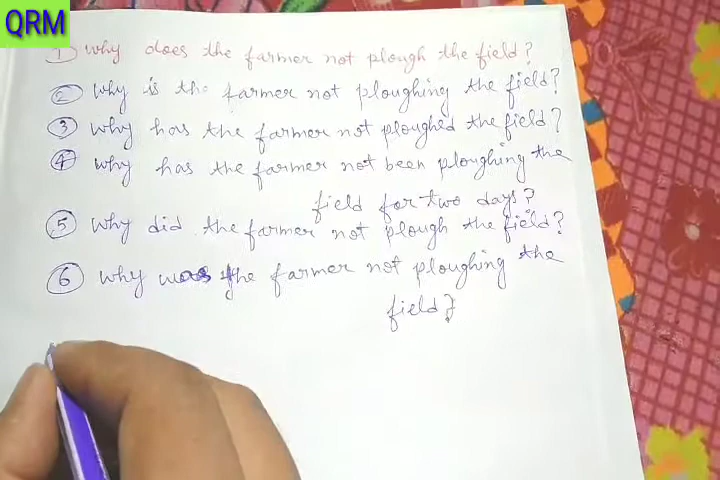 QRM
1) why does the farmer not plough the field?
2 why is the farmer not ploughing the field?
3 why has the farmer not ploughed the field?
4 why has the farmer not been ploughing the
field for two days?
5 why did the farmer not plough the field?
6 why was the farmer not ploughing the
field?